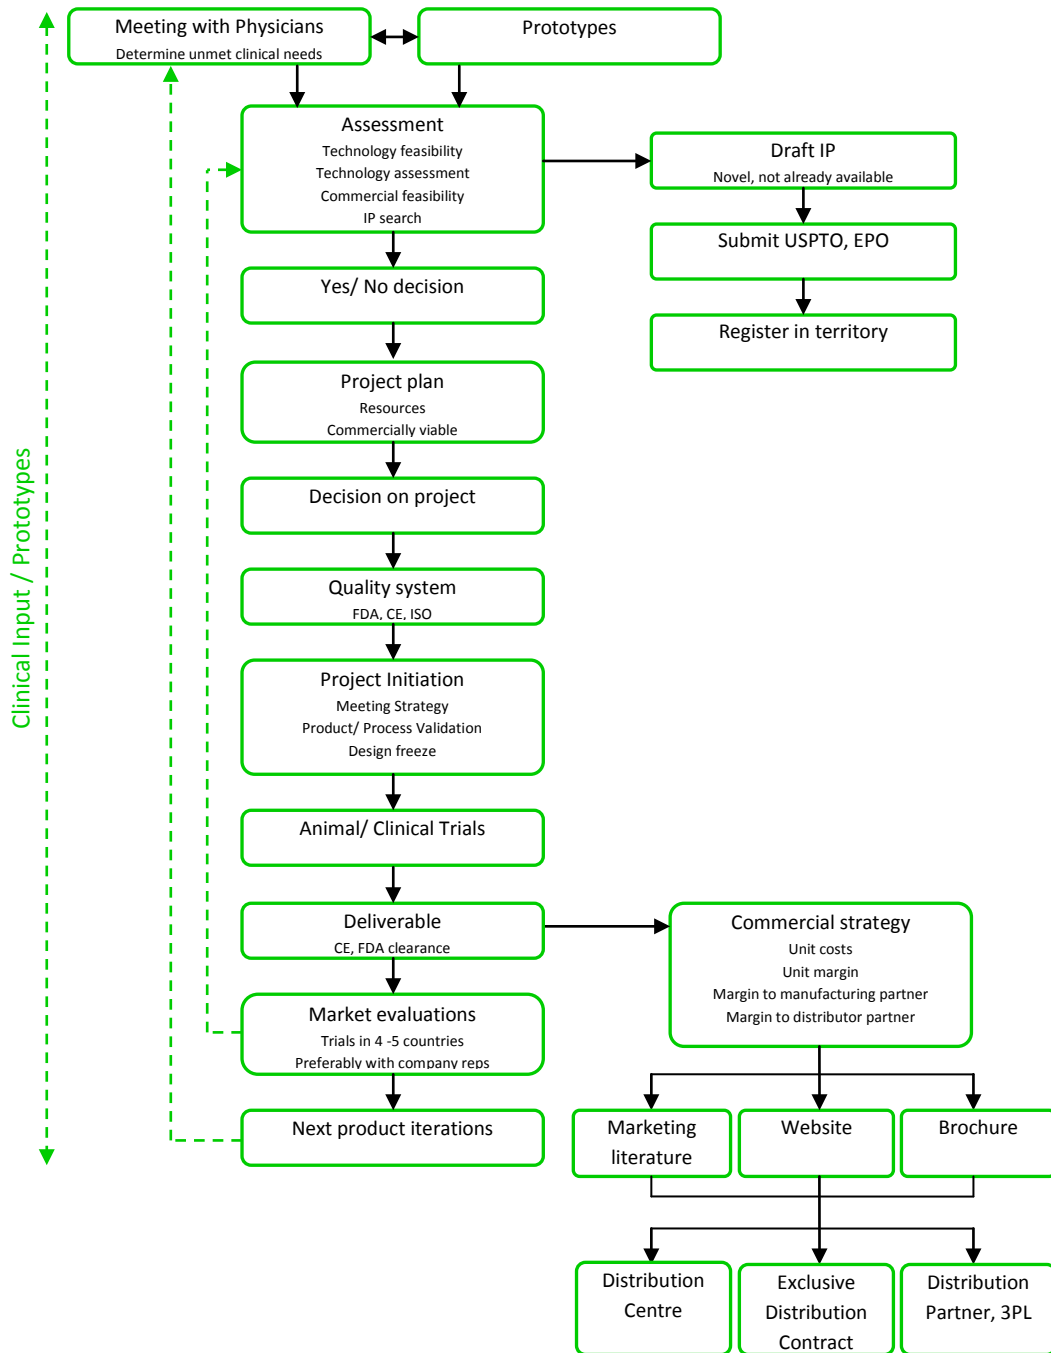 Meeting with Physicians
Determine unmet clinical needs
Prototypes
Assessment
Technology feasibility
Technology assessment
Commercial feasibility
IP search
Draft IP
Novel, not already available
Submit USPTO, EPO
Register in territory
Yes/ No decision
Project plan
Resources
Commercially viable
Decision on project
Quality system
FDA, CE, ISO
Project Initiation
Meeting Strategy
Product/ Process Validation
Design freeze
Animal/ Clinical Trials
Deliverable
CE, FDA clearance
Market evaluations
Trials in 4 -5 countries
Preferably with company reps
Next product iterations
Commercial strategy
Unit costs
Unit margin
Margin to manufacturing partner
Margin to distributor partner
Marketing
literature
Website
Brochure
Distribution
Centre
Exclusive
Distribution
Contract
Distribution
Partner, 3PL
Clinical Input / Prototypes